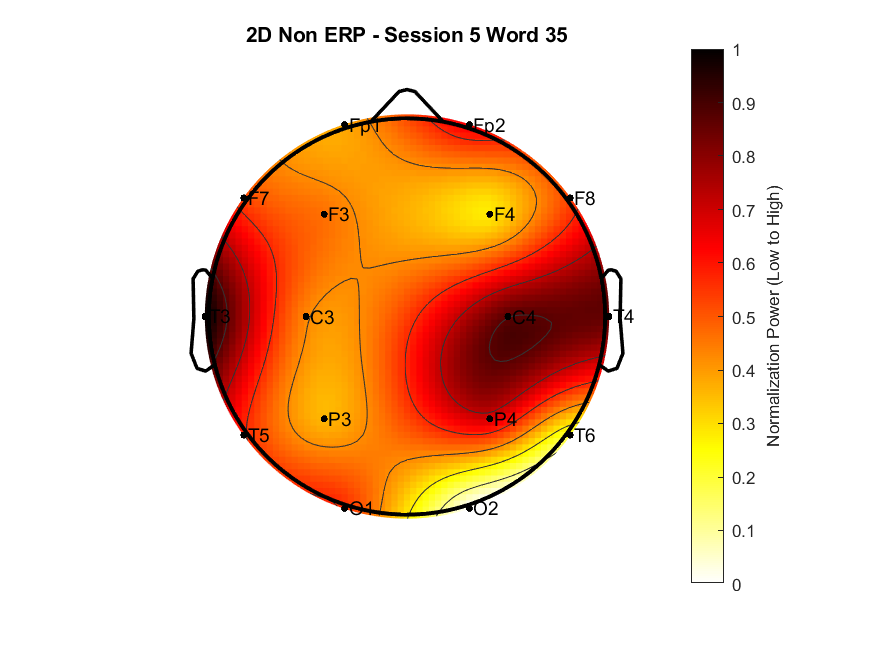 2D Non ERP - Session 5 Word 35
Fp1 Fp2
F7 F8
F3 F4
T3 C3 C4 T4
P3 P4
T5 T6
O1 O2
1
0.9
0.8
0.7
0.6
0.5
0.4
0.3
0.2
0.1
0
Normalization Power (Low to High)